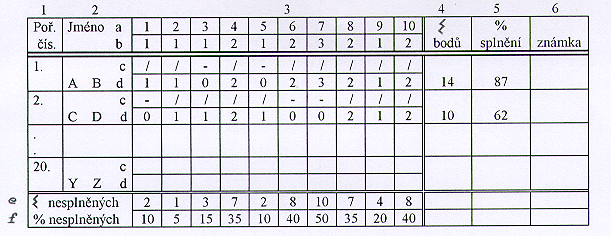 1 2 3 4 5 6
Poř. Jméno a 1 2 3 4 5 6 7 8 9 10 Σ %
čís. b 1 1 1 2 1 2 3 2 1 2 bodů splnění známka
1. c / / - / - / / / / /
A B d 1 1 0 2 0 2 3 2 1 2 14 87
2. c - / / / / - - / / /
C D d 0 1 1 2 1 0 0 2 1 2 10 62
.
.
20. c
Y Z d
e Σ nesplněných 2 1 3 7 2 8 10 7 4 8
f % nesplněných 10 5 15 35 10 40 50 35 20 40